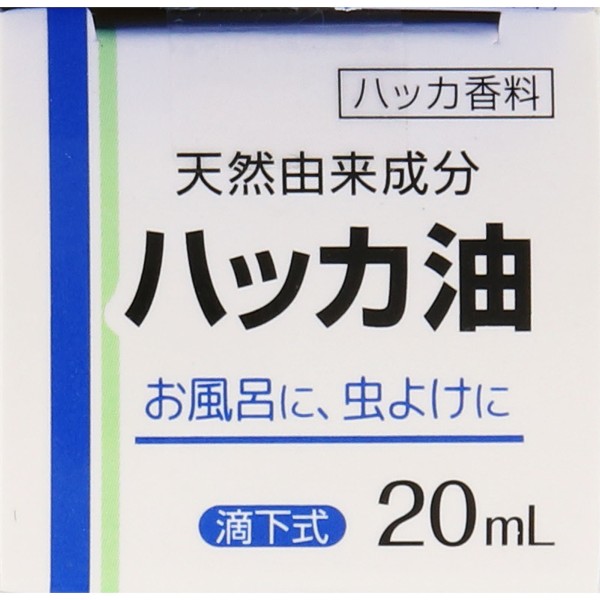 ハッカ香料
天然由来成分
ハッカ油
お風呂に、虫よけに
滴下式 20mL